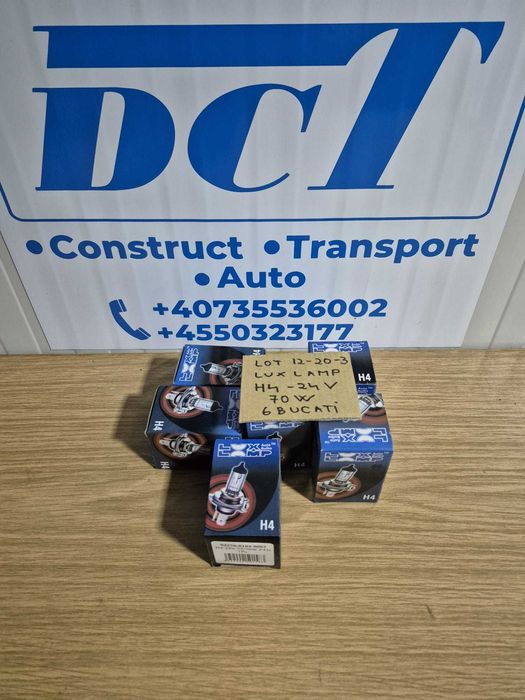 DCT
•Construct •Transport
•Auto
+40735536002
+4550323177
LOT 12-20-3
LUX LAMP
H4 -24V
70W
6 BUCATI
H4
H4
H4
H4